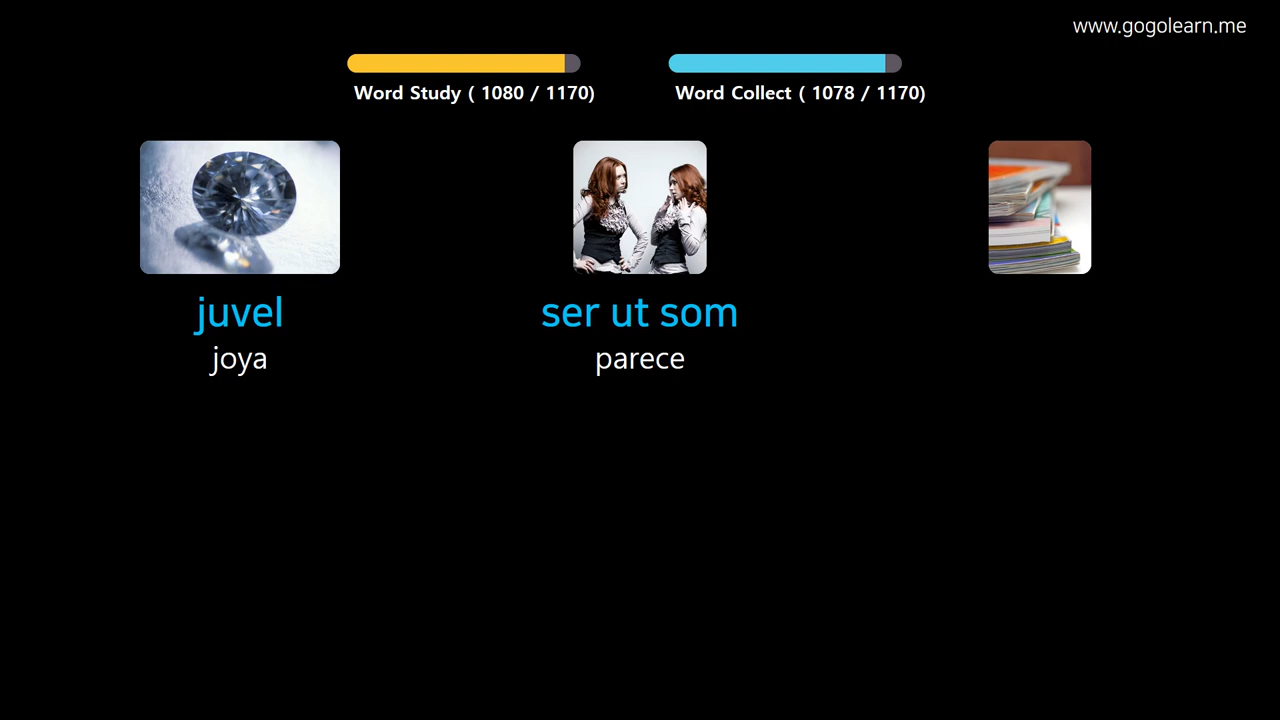 www.gogolearn.me
Word Study ( 1080 / 1170)
Word Collect ( 1078 / 1170)
juvel
ser ut som
joya
parece